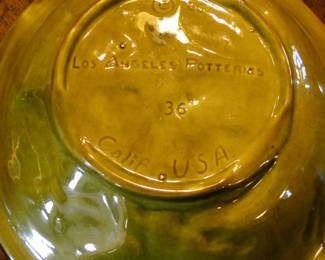 © 
LOS ANGELES POTTERIES
36
Calif. USA